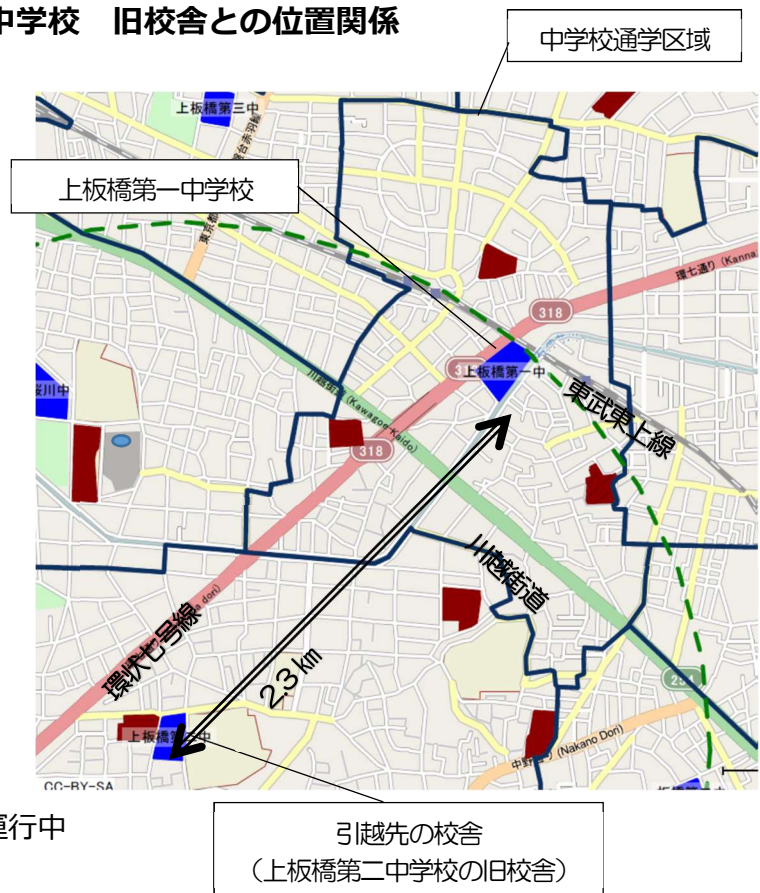 中学校　旧校舎との位置関係
中学校通学区域
上板橋第三中
上板橋第一中学校
環七通り (Kanna
318
上板橋第一中
東武東上線
桜川中
川越街道 (Kawagoe Kaido)
318
川越街道
環状七号線
2.3㎞
254
上板橋第二中
中野通り (Nakano Dori)
CC-BY-SA
運行中
引越先の校舎
（上板橋第二中学校の旧校舎）